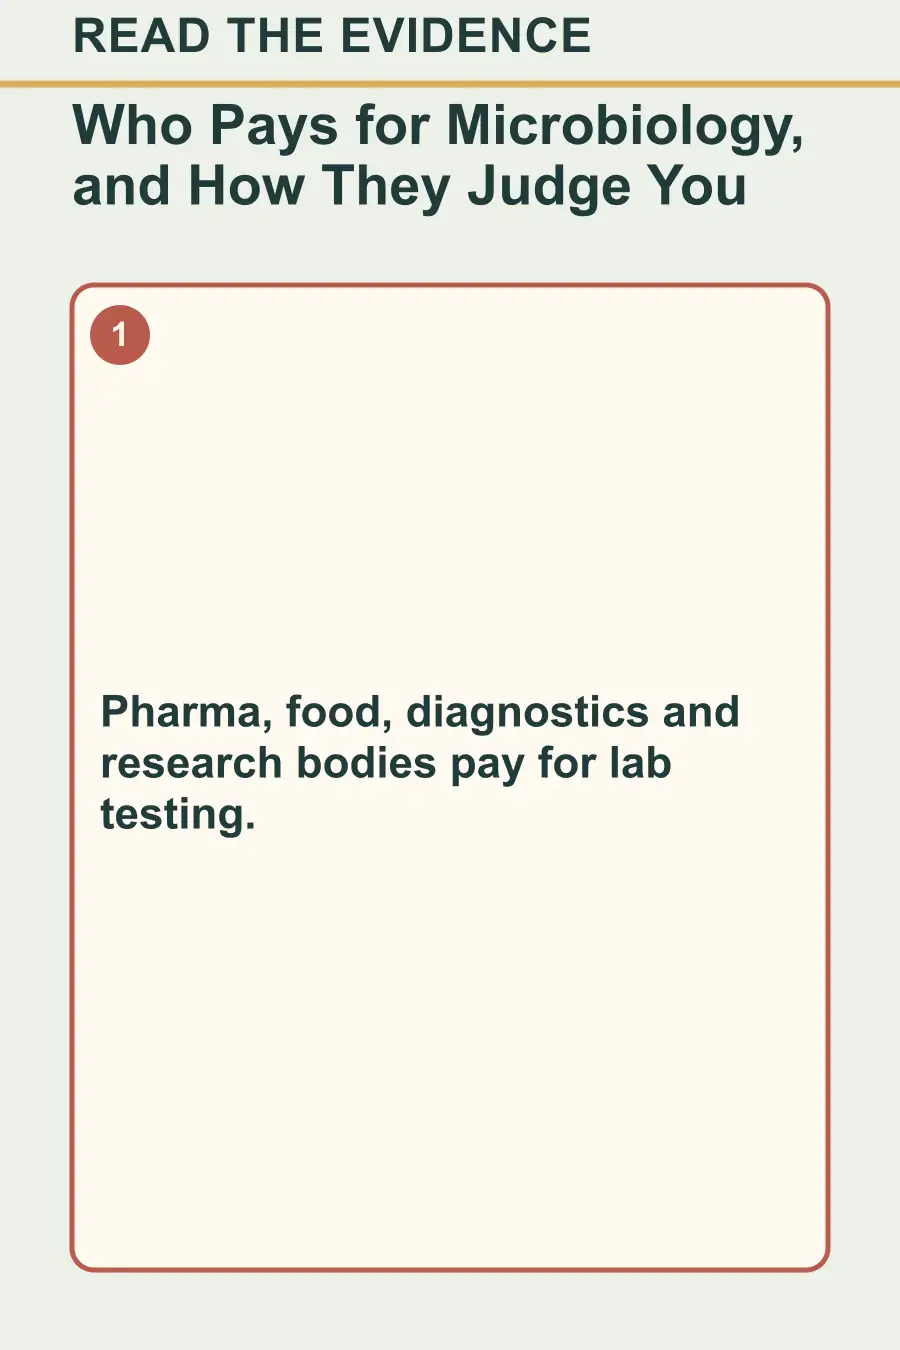 READ THE EVIDENCE
Who Pays for Microbiology,
and How They Judge You
1
Pharma, food, diagnostics and
research bodies pay for lab
testing.